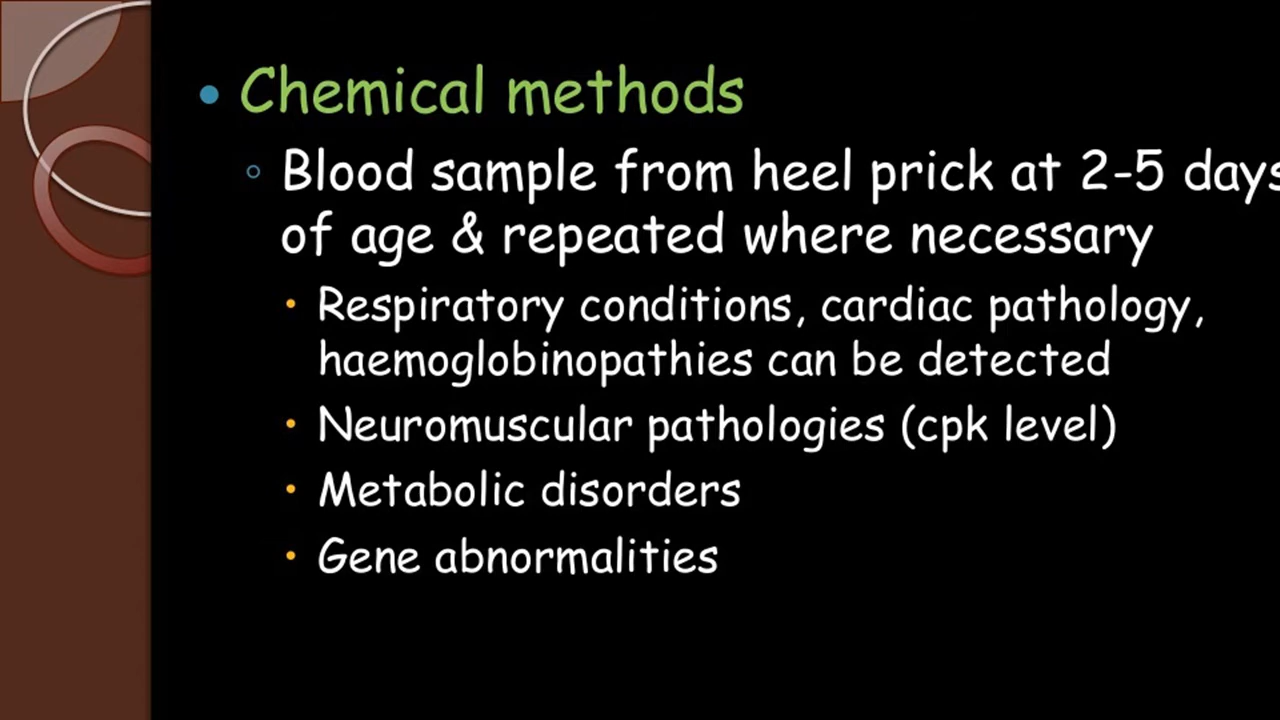 Chemical methods
Blood sample from heel prick at 2-5 days
of age & repeated where necessary
Respiratory conditions, cardiac pathology,
haemoglobinopathies can be detected
Neuromuscular pathologies (cpk level)
Metabolic disorders
Gene abnormalities